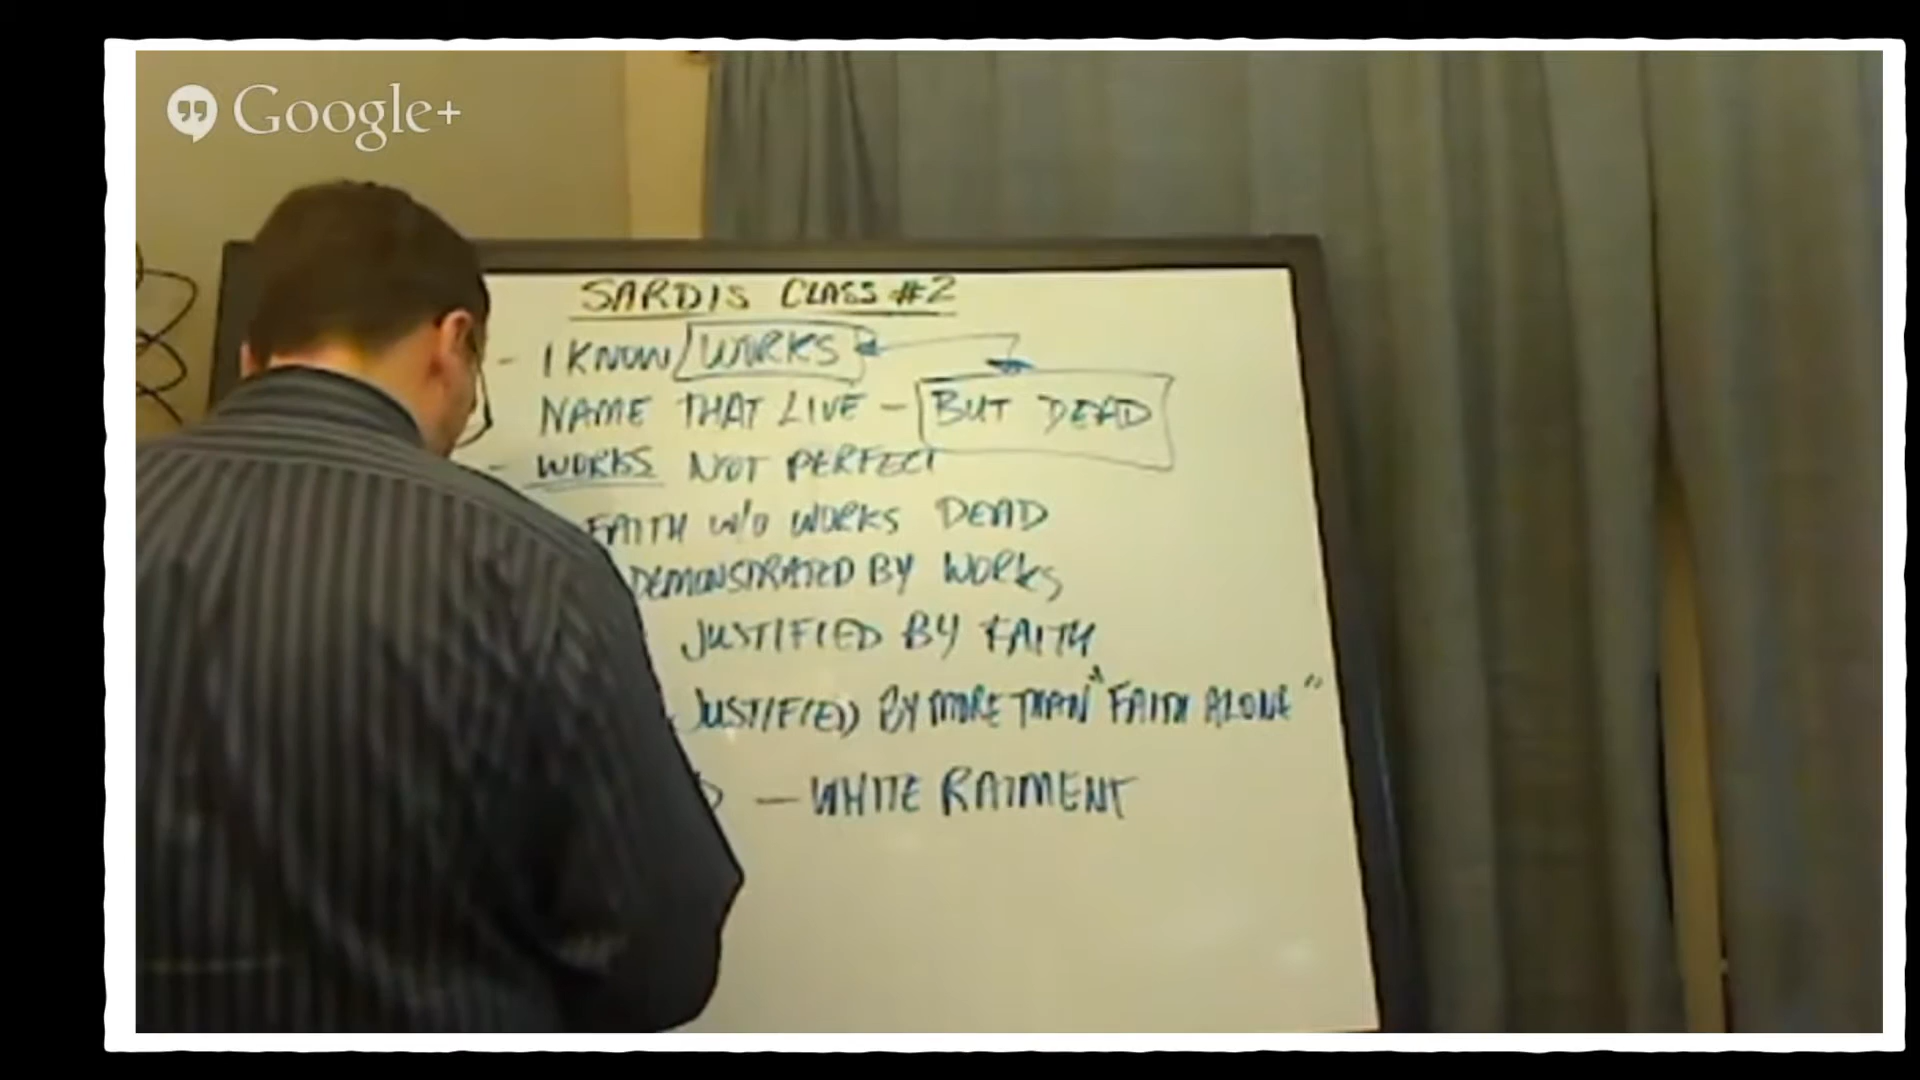 Google+
SARDIS CLASS #2
- I KNOW WORKS
NAME THAT LIVE - BUT DEAD
- WORKS NOT PERFECT
FAITH W/O WORKS DEAD
DEMONSTRATED BY WORKS
JUSTIFIED BY FAITH
JUSTIFIED BY MORE THAN "FAITH ALONE"
— WHITE RAIMENT